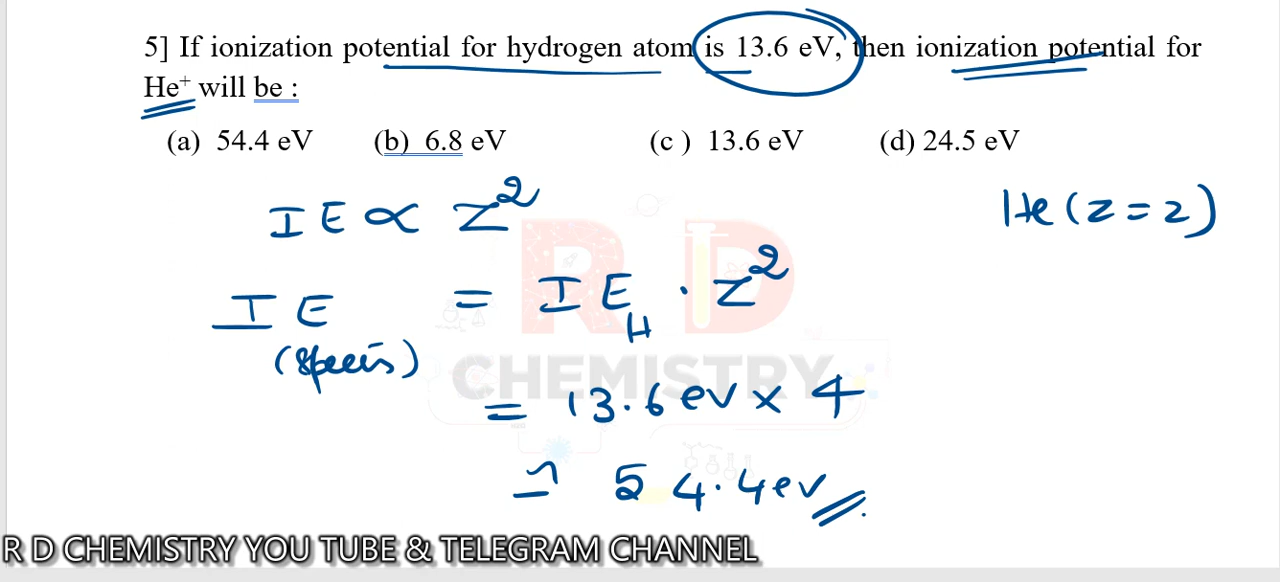 5] If ionization potential for hydrogen atom is 13.6 eV, then ionization potential for
He⁺ will be :
(a) 54.4 eV (b) 6.8 eV (c ) 13.6 eV (d) 24.5 eV
IE ∝ Z²
He (Z = 2)
IE = IE_H · Z²
(Species)
RD
CHEMISTRY
= 13.6 eV × 4
= 54.4 eV
R D CHEMISTRY YOU TUBE & TELEGRAM CHANNEL